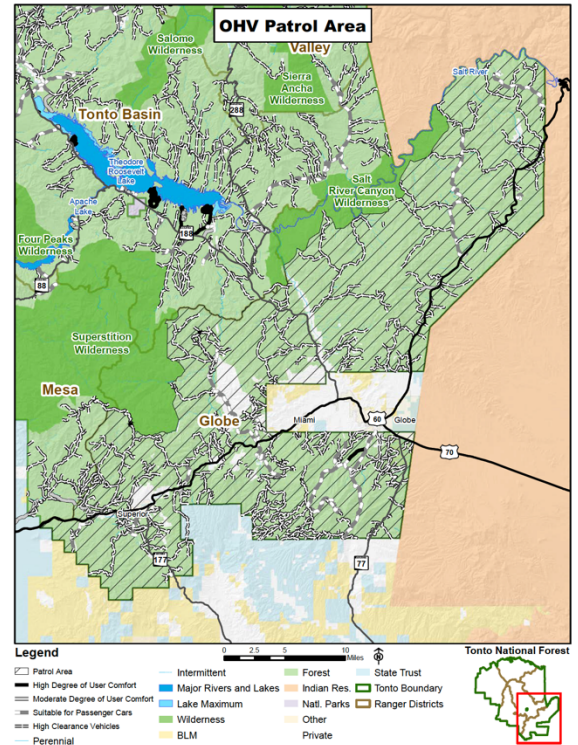 OHV Patrol Area
Salome
Wilderness
Valley
Sierra
Ancha
Wilderness
Salt River
288
Tonto Basin
Theodore
Roosevelt
Lake
Salt
River Canyon
Wilderness
Apache
Lake
188
Four Peaks
Wilderness
88
Superstition
Wilderness
Mesa
Globe
Miami
60
Globe
70
Superior
177
77
0 2.5 5 10
Miles
N
Legend
Patrol Area
High Degree of User Comfort
Moderate Degree of User Comfort
Suitable for Passenger Cars
High Clearance Vehicles
Perennial
Intermittent
Major Rivers and Lakes
Lake Maximum
Wilderness
BLM
Forest
Indian Res.
Natl. Parks
Other
Private
State Trust
Tonto Boundary
Ranger Districts
Tonto National Forest